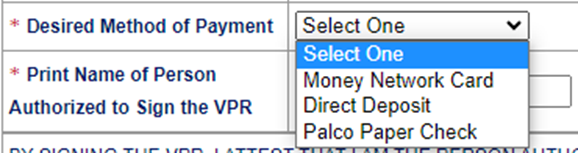 * Desired Method of Payment
Select One
Select One
* Print Name of Person
Authorized to Sign the VPR
Money Network Card
Direct Deposit
Palco Paper Check
BY SIGNING THE VPR, I ATTEST THAT I AM THE PERSON AUTHO